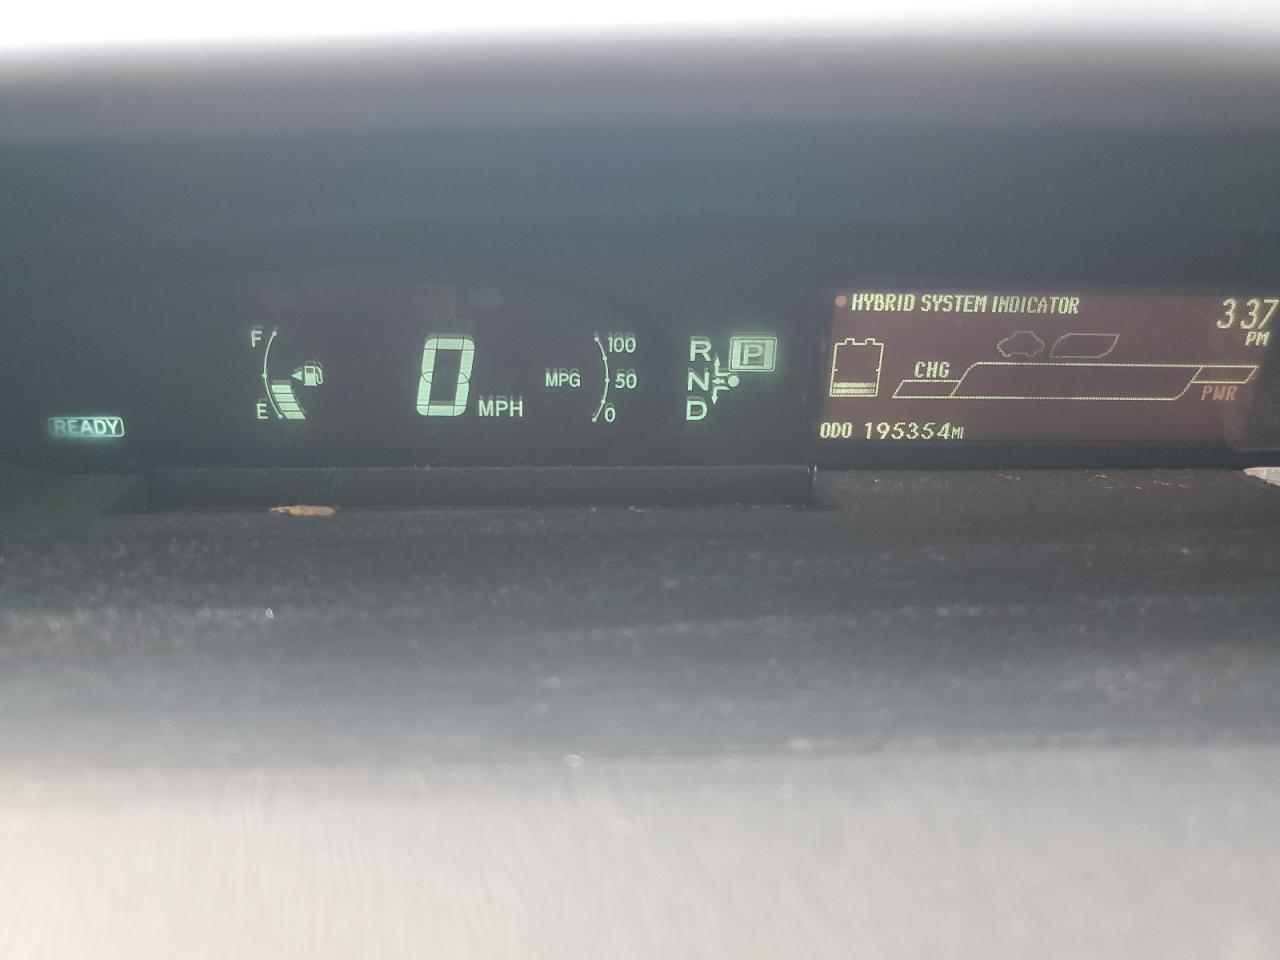 HYBRID SYSTEM INDICATOR
3 37
PM
F
E
READY
0 MPH
MPG
100
50
0
R
N
D
P
CHG
PWR
ODO 195354MI